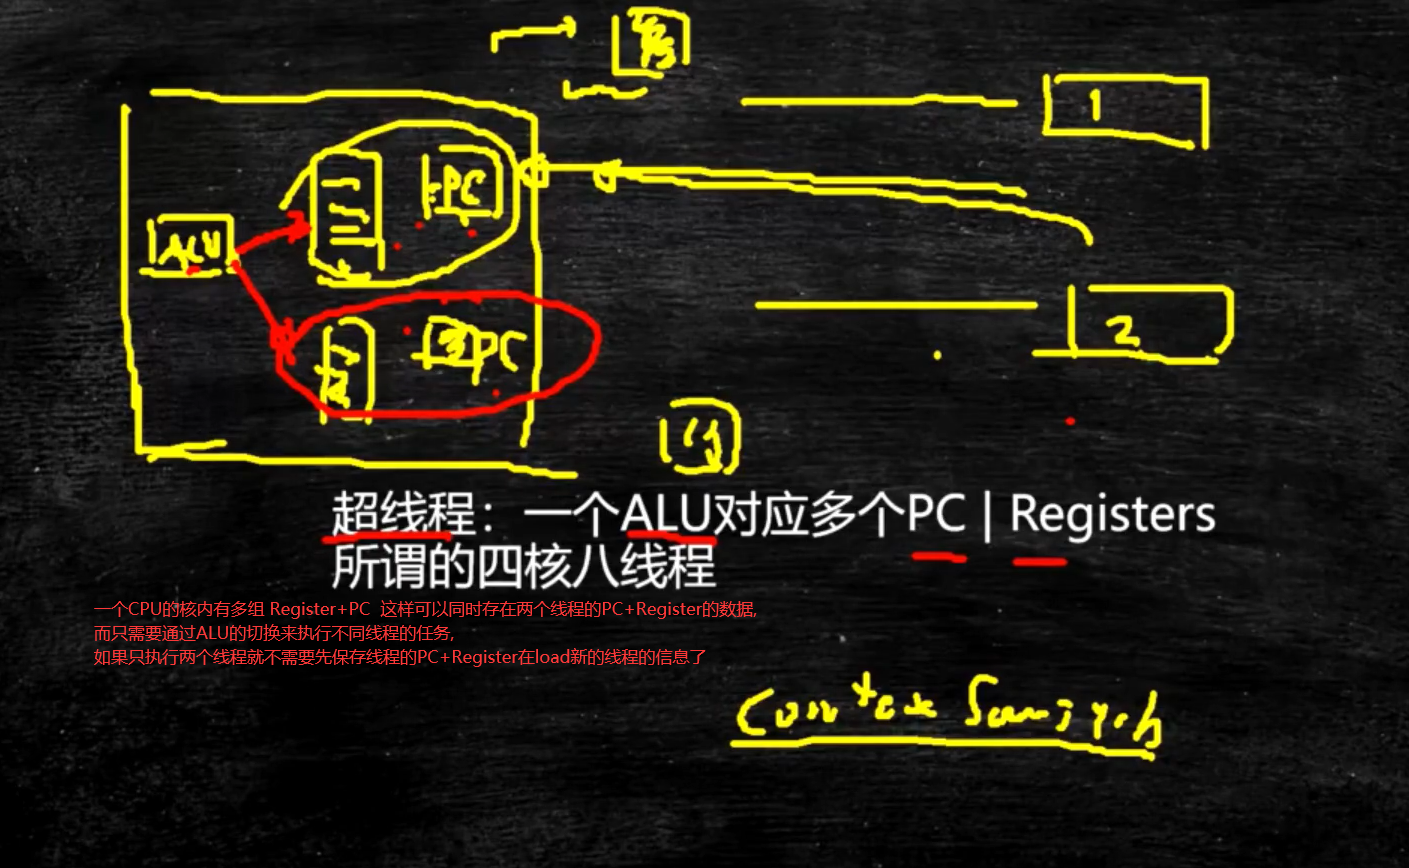 1
PC
ALU
PC
2
超线程：一个ALU对应多个PC | Registers
所谓的四核八线程
一个CPU的核内有多组 Register+PC 这样可以同时存在两个线程的PC+Register的数据,
而只需要通过ALU的切换来执行不同线程的任务,
如果只执行两个线程就不需要先保存线程的PC+Register在load新的线程的信息了